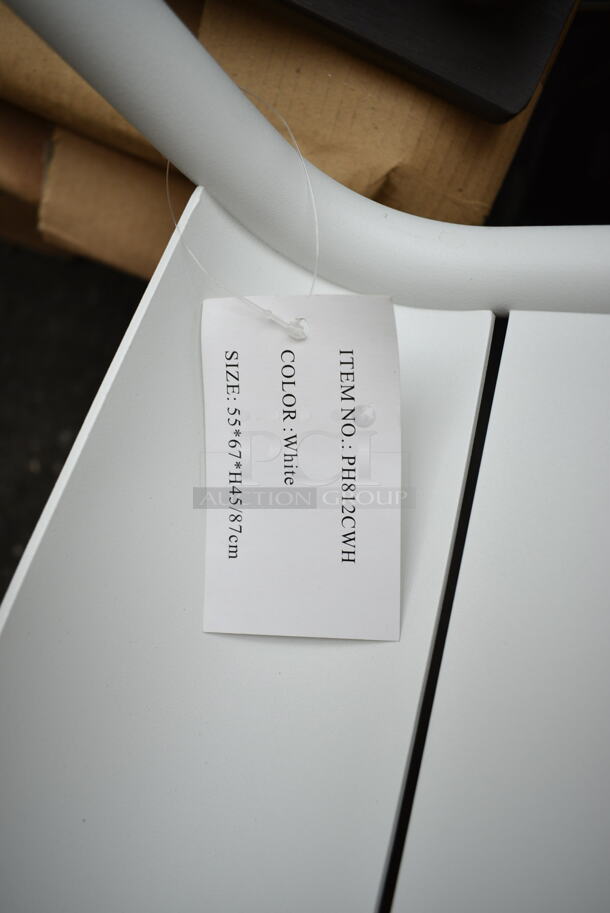 ITEM NO.: PH812CWH
COLOR :White
SIZE: 55*67*H45/87cm
PCI
AUCTION GROUP